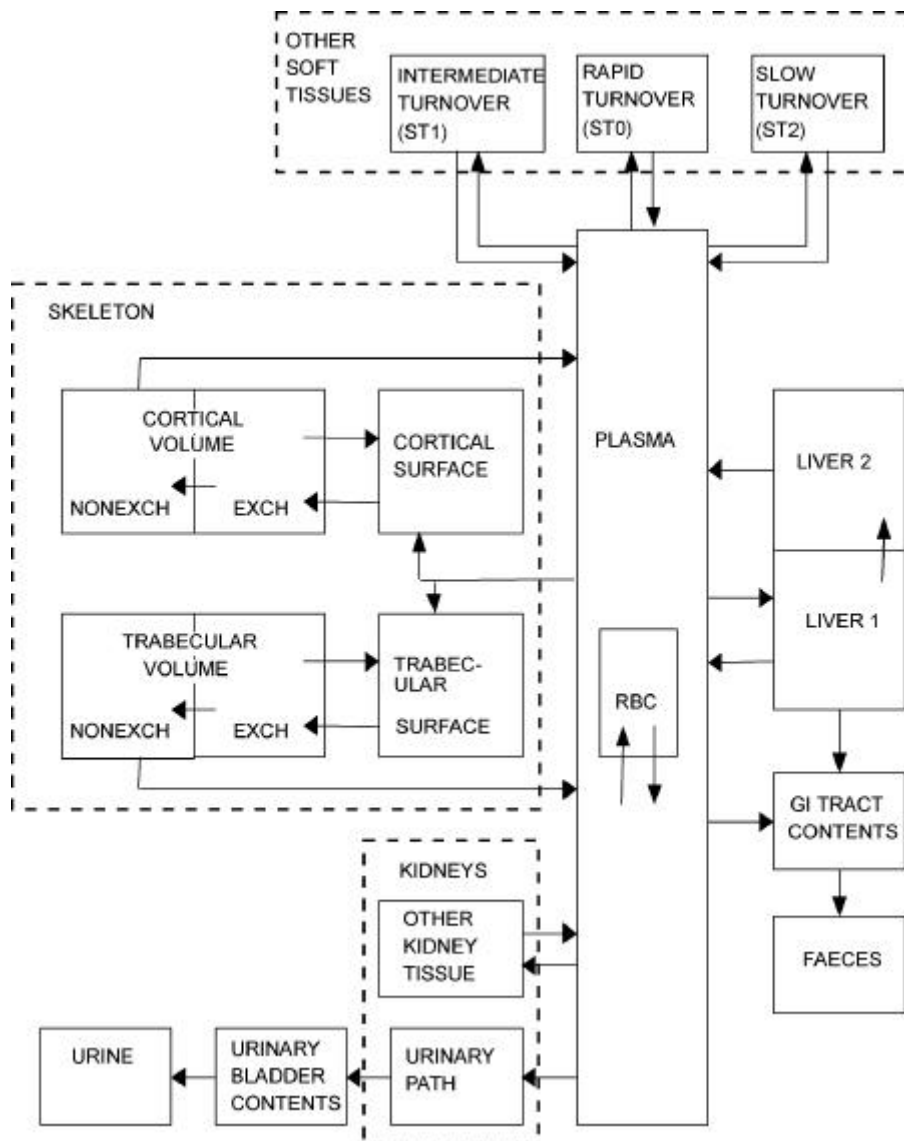 OTHER
SOFT
TISSUES
INTERMEDIATE
TURNOVER
(ST1)
RAPID
TURNOVER
(ST0)
SLOW
TURNOVER
(ST2)
SKELETON
CORTICAL
VOLUME
NONEXCH
EXCH
CORTICAL
SURFACE
TRABECULAR
VOLUME
NONEXCH
EXCH
TRABEC-
ULAR
SURFACE
PLASMA
RBC
LIVER 2
LIVER 1
GI TRACT
CONTENTS
FAECES
KIDNEYS
OTHER
KIDNEY
TISSUE
URINARY
PATH
URINARY
BLADDER
CONTENTS
URINE